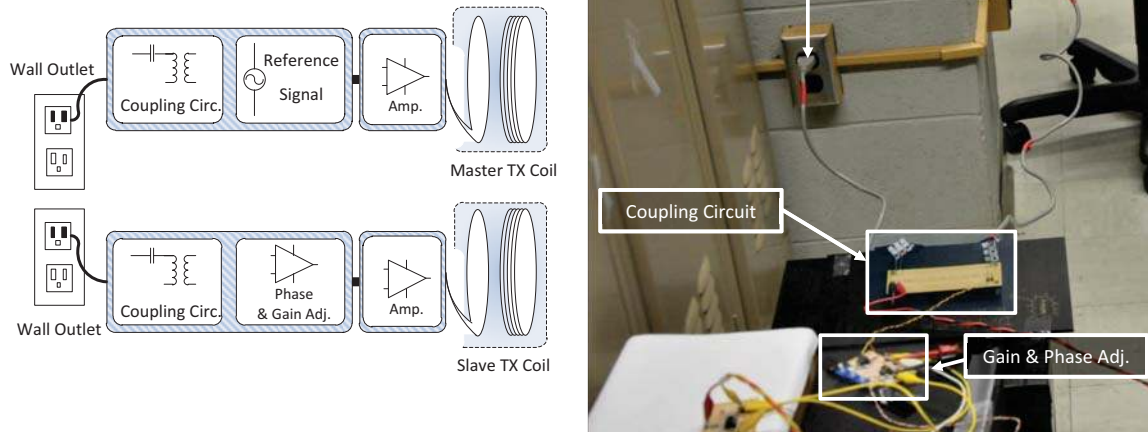 Wall Outlet
Coupling Circ.
Reference
Signal
Amp.
Master TX Coil
Wall Outlet
Coupling Circ.
Phase
& Gain Adj.
Amp.
Slave TX Coil
Coupling Circuit
Gain & Phase Adj.